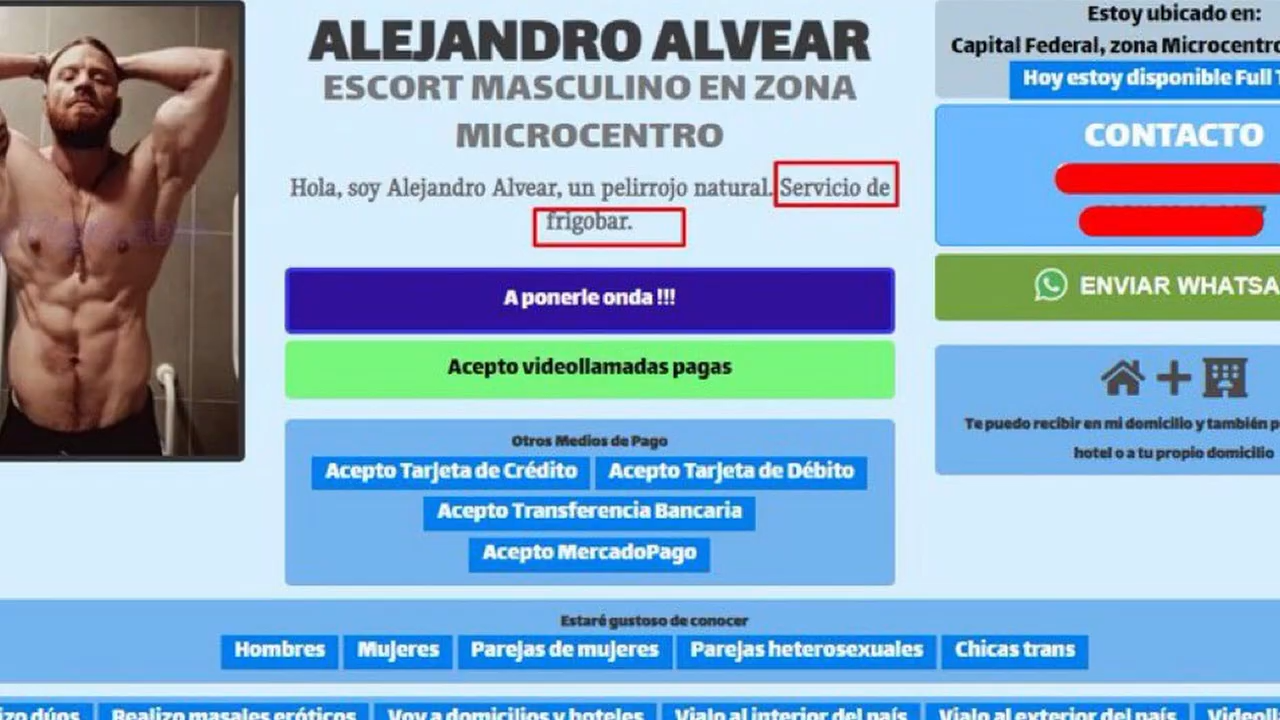 ALEJANDRO ALVEAR
ESCORT MASCULINO EN ZONA
MICROCENTRO
Hola, soy Alejandro Alvear, un pelirrojo natural. Servicio de
frigobar.
A ponerle onda !!!
Acepto videollamadas pagas
Otros Medios de Pago
Acepto Tarjeta de Crédito
Acepto Tarjeta de Débito
Acepto Transferencia Bancaria
Acepto MercadoPago
Estoy ubicado en:
Capital Federal, zona Microcentro
Hoy estoy disponible Full
CONTACTO
ENVIAR WHATSA
Te puedo recibir en mi domicilio y también
hotel o a tu propio domicilio
Estaré gustoso de conocer
Hombres
Mujeres
Parejas de mujeres
Parejas heterosexuales
Chicas trans
dúos
Realizo masajes eróticos
Voy a domicilios y hoteles
Viajo al interior del país
Viajo al exterior del país